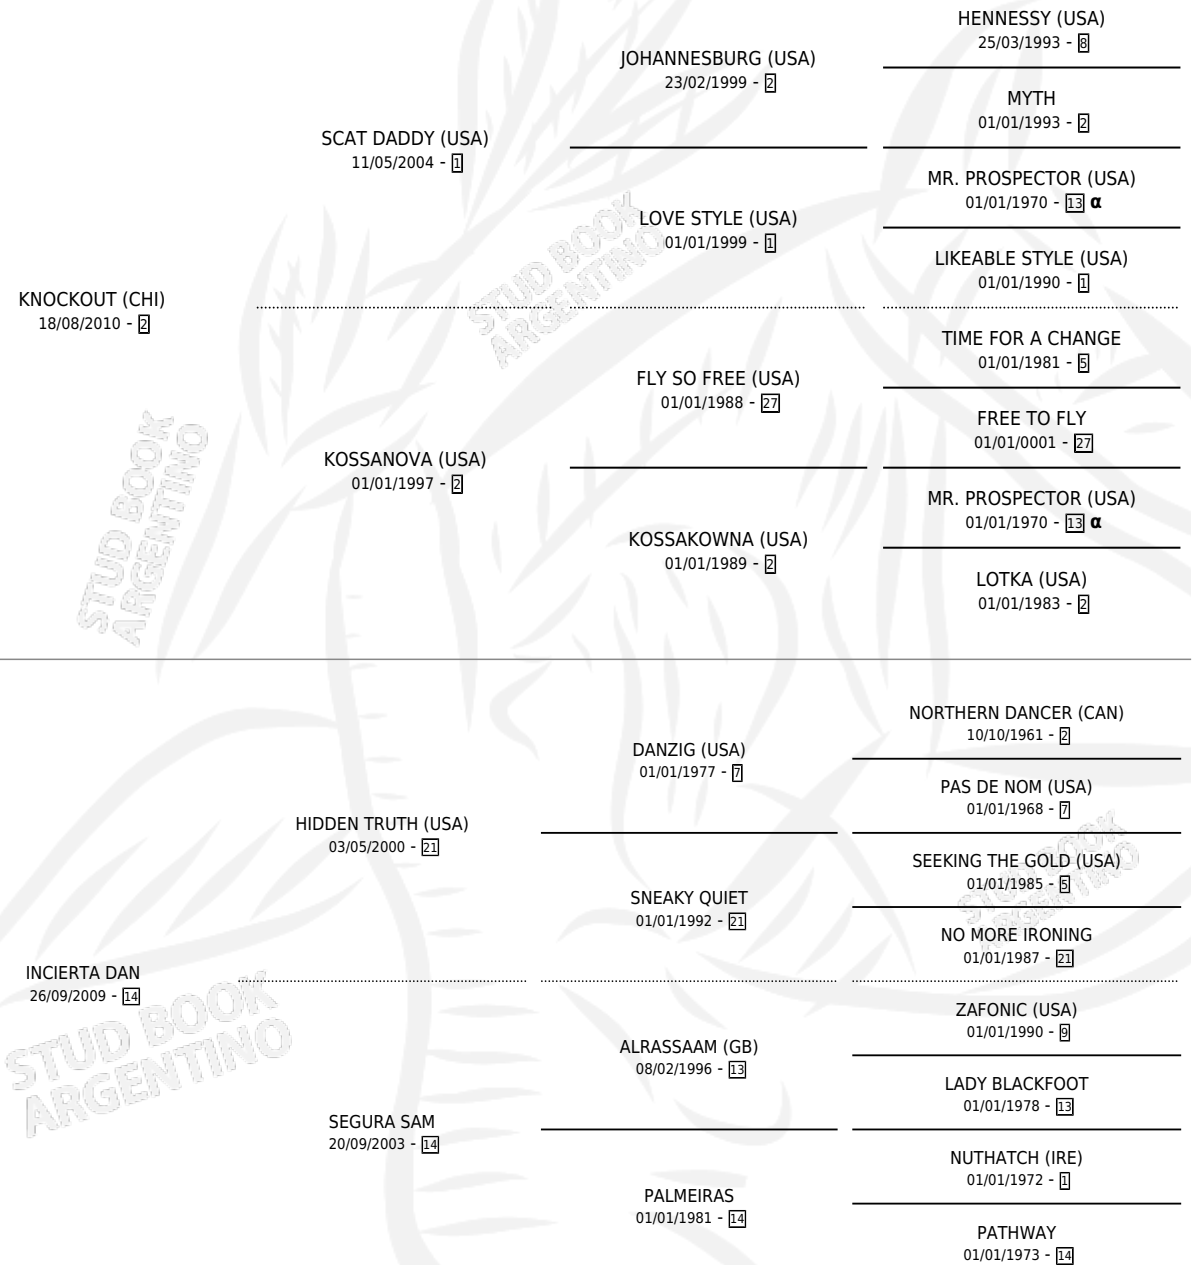 HENNESSY (USA)
25/03/1993 - 8
JOHANNESBURG (USA)
23/02/1999 - 2
MYTH
01/01/1993 - 2
SCAT DADDY (USA)
11/05/2004 - 1
MR. PROSPECTOR (USA)
01/01/1970 - 13 α
LOVE STYLE (USA)
01/01/1999 - 1
LIKEABLE STYLE (USA)
01/01/1990 - 1
KNOCKOUT (CHI)
18/08/2010 - 2
STUD BOOK
ARGENTINO
TIME FOR A CHANGE
01/01/1981 - 5
FLY SO FREE (USA)
01/01/1988 - 27
FREE TO FLY
01/01/0001 - 27
KOSSANOVA (USA)
01/01/1997 - 2
MR. PROSPECTOR (USA)
01/01/1970 - 13 α
KOSSAKOWNA (USA)
01/01/1989 - 2
LOTKA (USA)
01/01/1983 - 2
STUD BOOK
ARGENTINO
NORTHERN DANCER (CAN)
10/10/1961 - 2
DANZIG (USA)
01/01/1977 - 7
PAS DE NOM (USA)
01/01/1968 - 7
HIDDEN TRUTH (USA)
03/05/2000 - 21
SEEKING THE GOLD (USA)
01/01/1985 - 5
SNEAKY QUIET
01/01/1992 - 21
STUD BOOK
ARGENTINO
NO MORE IRONING
01/01/1987 - 21
INCIERTA DAN
26/09/2009 - 14
STUD BOOK
ARGENTINO
ZAFONIC (USA)
01/01/1990 - 9
ALRASSAAM (GB)
08/02/1996 - 13
LADY BLACKFOOT
01/01/1978 - 13
SEGURA SAM
20/09/2003 - 14
NUTHATCH (IRE)
01/01/1972 - 1
PALMEIRAS
01/01/1981 - 14
PATHWAY
01/01/1973 - 14